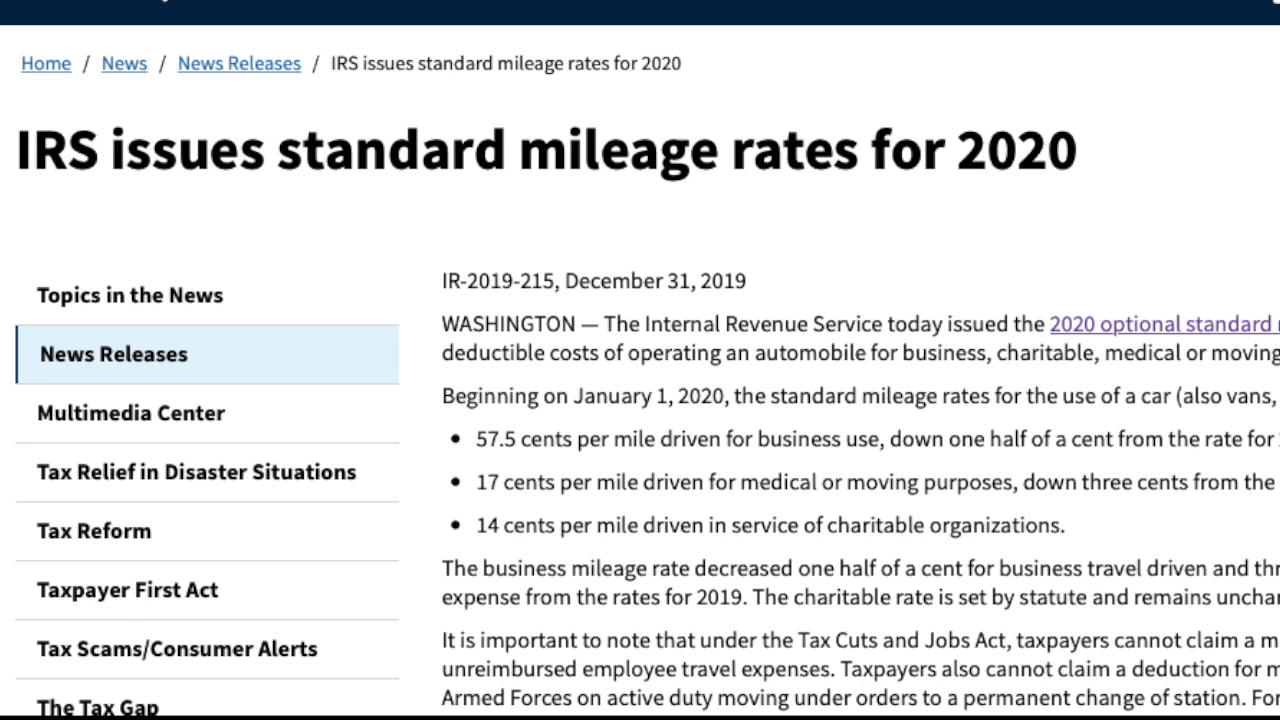 Home / News / News Releases / IRS issues standard mileage rates for 2020
IRS issues standard mileage rates for 2020
Topics in the News
News Releases
Multimedia Center
Tax Relief in Disaster Situations
Tax Reform
Taxpayer First Act
Tax Scams/Consumer Alerts
The Tax Gap
IR-2019-215, December 31, 2019
WASHINGTON — The Internal Revenue Service today issued the 2020 optional standard
deductible costs of operating an automobile for business, charitable, medical or moving
Beginning on January 1, 2020, the standard mileage rates for the use of a car (also vans,
• 57.5 cents per mile driven for business use, down one half of a cent from the rate for
• 17 cents per mile driven for medical or moving purposes, down three cents from the
• 14 cents per mile driven in service of charitable organizations.
The business mileage rate decreased one half of a cent for business travel driven and
expense from the rates for 2019. The charitable rate is set by statute and remains
It is important to note that under the Tax Cuts and Jobs Act, taxpayers cannot claim a
unreimbursed employee travel expenses. Taxpayers also cannot claim a deduction for
Armed Forces on active duty moving under orders to a permanent change of station. For